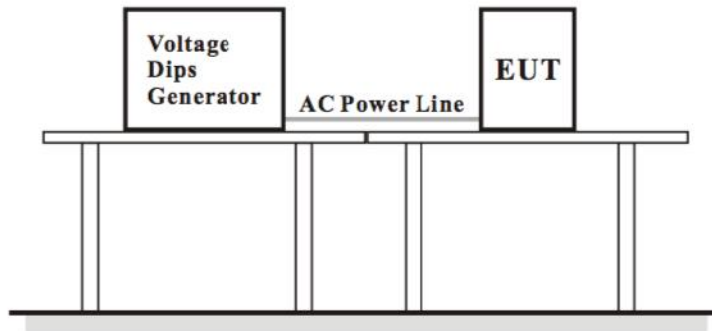 Voltage
Dips
Generator
AC Power Line
EUT